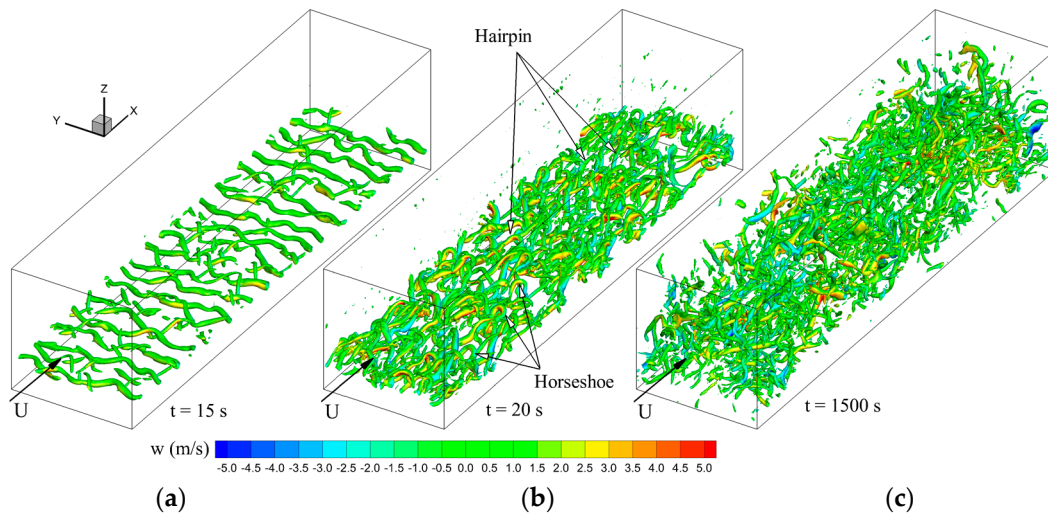 Hairpin
Z
Y
X
Horseshoe
U
t = 15 s
U
t = 20 s
U
t = 1500 s
w (m/s)
-5.0 -4.5 -4.0 -3.5 -3.0 -2.5 -2.0 -1.5 -1.0 -0.5 0.0 0.5 1.0 1.5 2.0 2.5 3.0 3.5 4.0 4.5 5.0
(a) (b) (c)